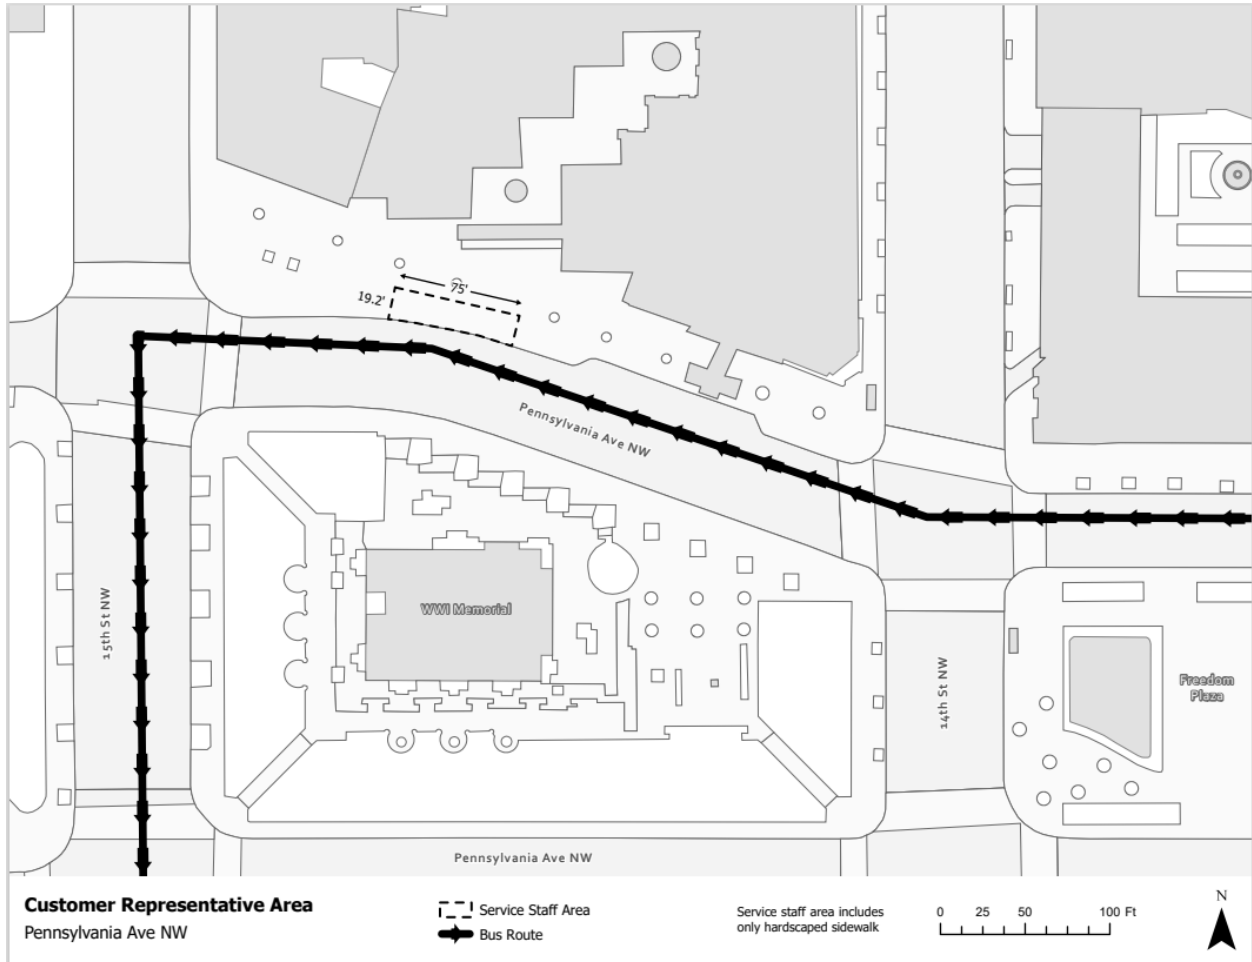 75'
19.2'
Pennsylvania Ave NW
WWI Memorial
15th St NW
14th St NW
Freedom
Plaza
Pennsylvania Ave NW
Customer Representative Area
Pennsylvania Ave NW
Service Staff Area
Bus Route
Service staff area includes
only hardscaped sidewalk
0 25 50 100 Ft
N